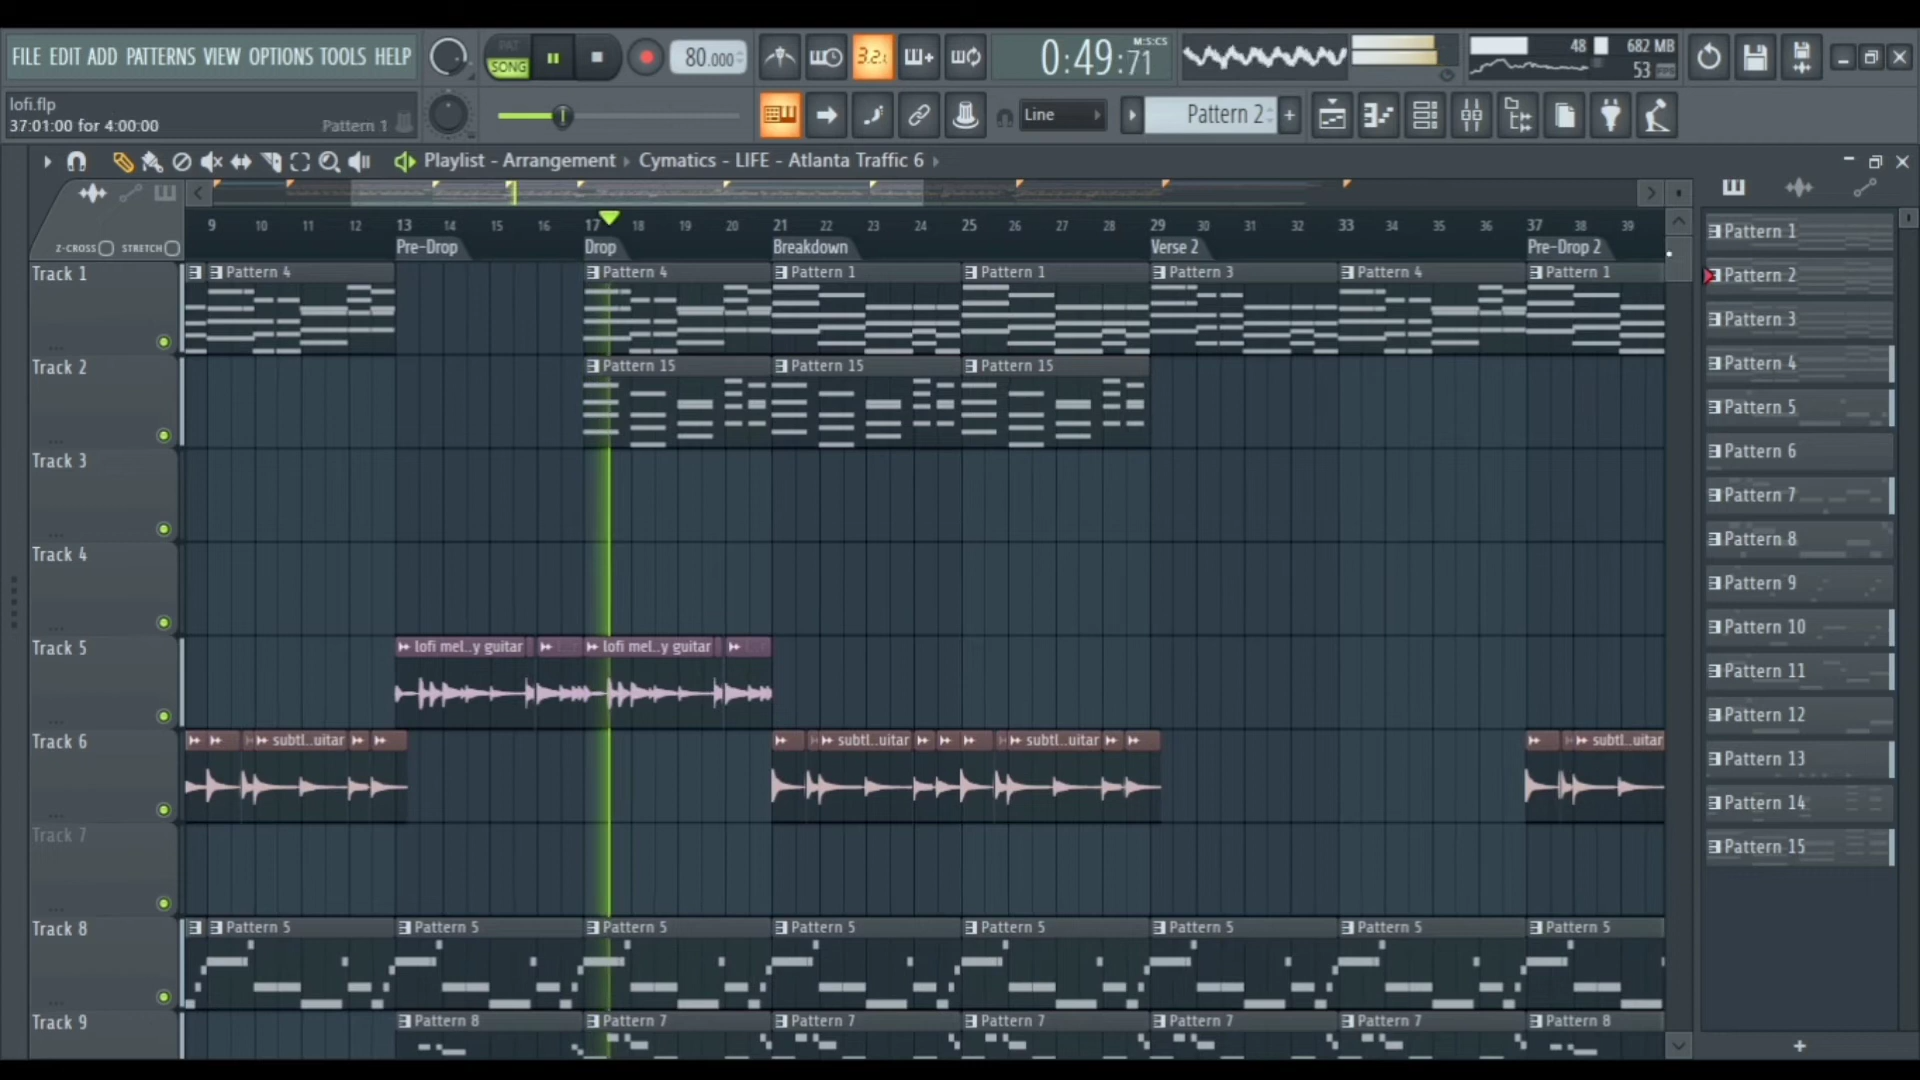 FILE EDIT ADD PATTERNS VIEW OPTIONS TOOLS HELP
PAT
SONG
80.000
3.2.
M:S:CS
0:49:71
48
682 MB
53
lofi.flp
37:01:00 for 4:00:00
Pattern 1
Line
Pattern 2
+
Playlist - Arrangement
Cymatics - LIFE - Atlanta Traffic 6
Z-CROSS
STRETCH
9 10 11 12 13 14 15 16 17 18 19 20 21 22 23 24 25 26 27 28 29 30 31 32 33 34 35 36 37 38 39
Pre-Drop
Drop
Breakdown
Verse 2
Pre-Drop 2
Track 1
Pattern 4
Pattern 4
Pattern 1
Pattern 1
Pattern 3
Pattern 4
Pattern 1
Track 2
Pattern 15
Pattern 15
Pattern 15
Track 3
Track 4
Track 5
lofi mel..y guitar
lofi mel..y guitar
Track 6
subtl..uitar
subtl..uitar
subtl..uitar
subtl..uitar
Track 7
Track 8
Pattern 5
Pattern 5
Pattern 5
Pattern 5
Pattern 5
Pattern 5
Pattern 5
Pattern 5
Track 9
Pattern 8
Pattern 7
Pattern 7
Pattern 7
Pattern 7
Pattern 7
Pattern 8
Pattern 1
Pattern 2
Pattern 3
Pattern 4
Pattern 5
Pattern 6
Pattern 7
Pattern 8
Pattern 9
Pattern 10
Pattern 11
Pattern 12
Pattern 13
Pattern 14
Pattern 15
+